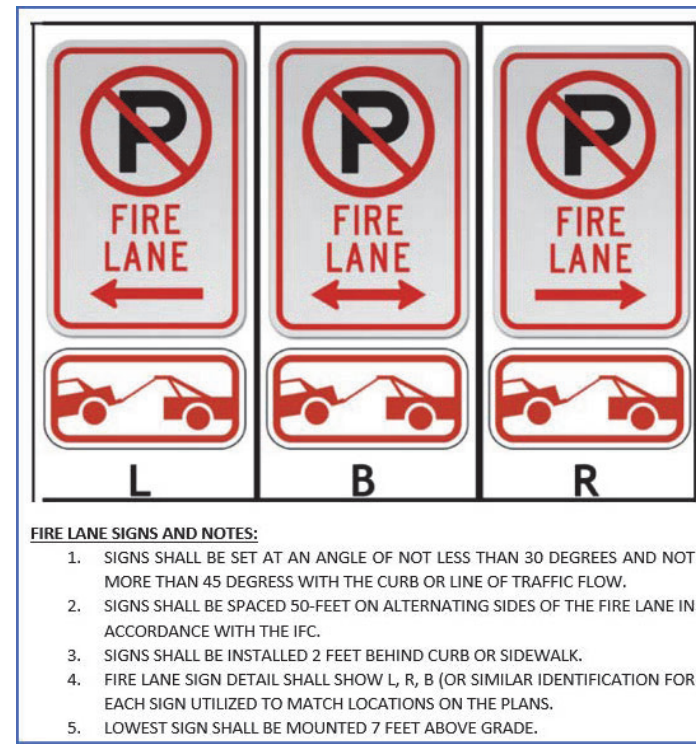 P P P
FIRE FIRE FIRE
LANE LANE LANE
L B R
FIRE LANE SIGNS AND NOTES:
1. SIGNS SHALL BE SET AT AN ANGLE OF NOT LESS THAN 30 DEGREES AND NOT
MORE THAN 45 DEGRESS WITH THE CURB OR LINE OF TRAFFIC FLOW.
2. SIGNS SHALL BE SPACED 50-FEET ON ALTERNATING SIDES OF THE FIRE LANE IN
ACCORDANCE WITH THE IFC.
3. SIGNS SHALL BE INSTALLED 2 FEET BEHIND CURB OR SIDEWALK.
4. FIRE LANE SIGN DETAIL SHALL SHOW L, R, B (OR SIMILAR IDENTIFICATION FOR
EACH SIGN UTILIZED TO MATCH LOCATIONS ON THE PLANS.
5. LOWEST SIGN SHALL BE MOUNTED 7 FEET ABOVE GRADE.